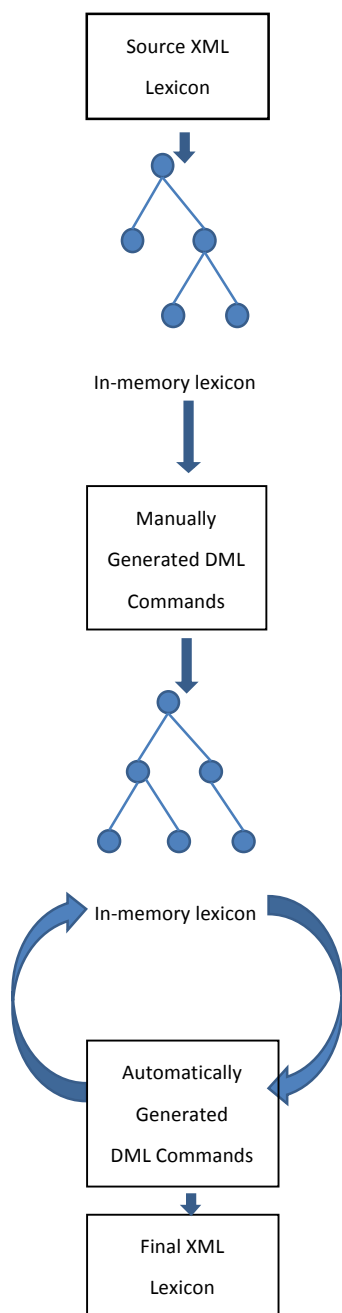 Source XML
Lexicon
In-memory lexicon
Manually
Generated DML
Commands
In-memory lexicon
Automatically
Generated
DML Commands
Final XML
Lexicon